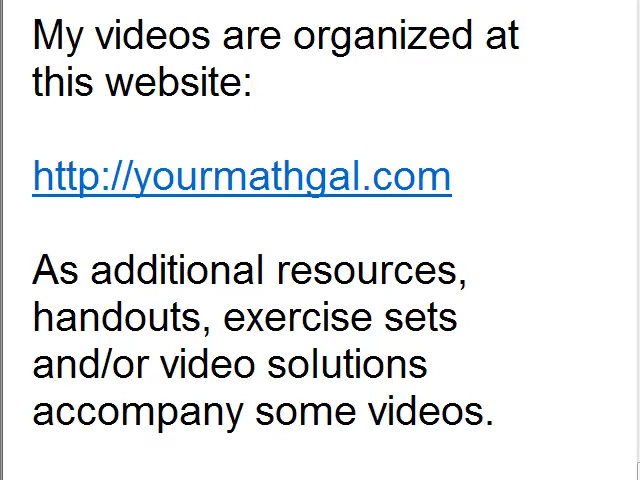 My videos are organized at
this website:
http://yourmathgal.com
As additional resources,
handouts, exercise sets
and/or video solutions
accompany some videos.